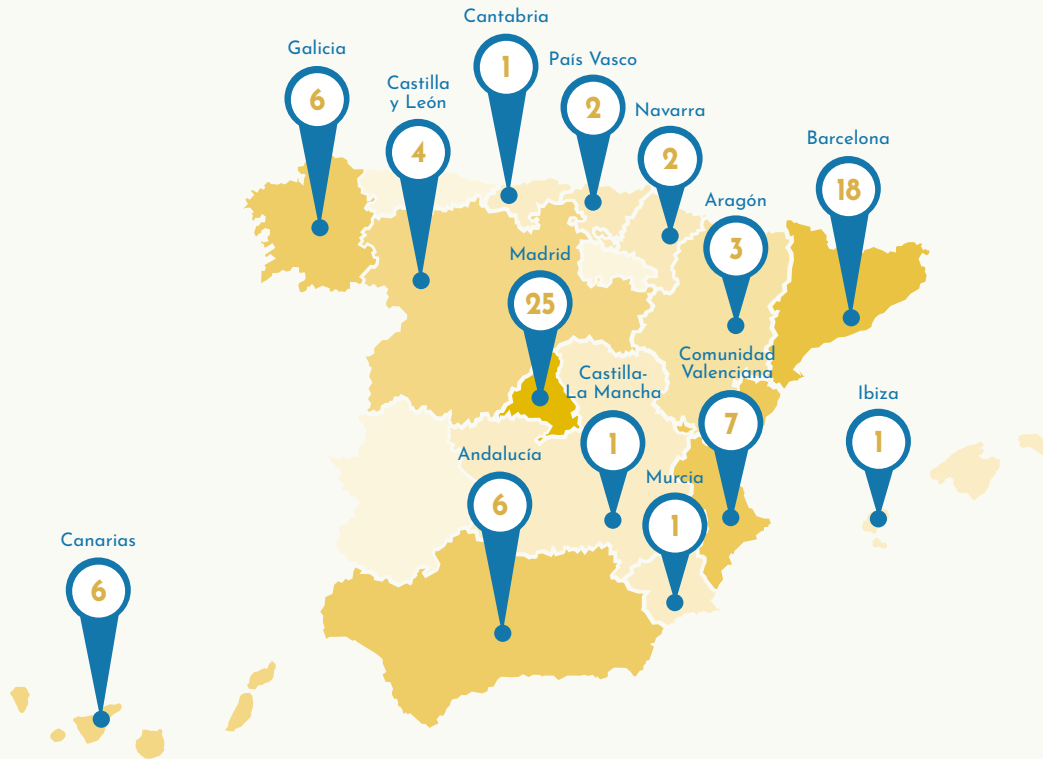 Cantabria
1
Galicia
6
País Vasco
2
Castilla
y León
4
Navarra
2
Barcelona
18
Aragón
3
Madrid
25
Comunidad
Valenciana
7
Castilla-
La Mancha
1
Ibiza
1
Andalucía
6
Murcia
1
Canarias
6